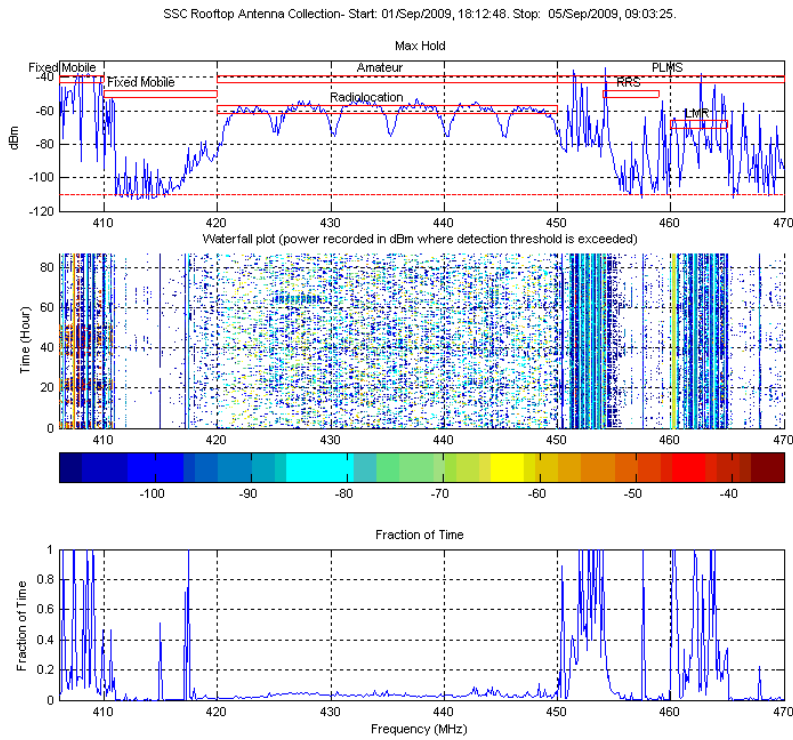 SSC Rooftop Antenna Collection- Start: 01/Sep/2009, 18:12:48. Stop: 05/Sep/2009, 09:03:25.
Max Hold
Fixed Mobile
Amateur
PLMS
Fixed Mobile
RRS
Radiolocation
LMR
dBm
-40
-60
-80
-100
-120
410 420 430 440 450 460 470
Waterfall plot (power recorded in dBm where detection threshold is exceeded)
Time (Hour)
80
60
40
20
0
410 420 430 440 450 460 470
-100 -90 -80 -70 -60 -50 -40
Fraction of Time
Fraction of Time
1
0.8
0.6
0.4
0.2
0
410 420 430 440 450 460 470
Frequency (MHz)